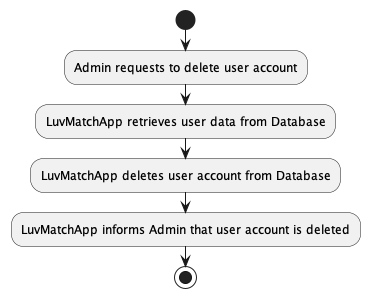 Admin requests to delete user account
LuvMatchApp retrieves user data from Database
LuvMatchApp deletes user account from Database
LuvMatchApp informs Admin that user account is deleted